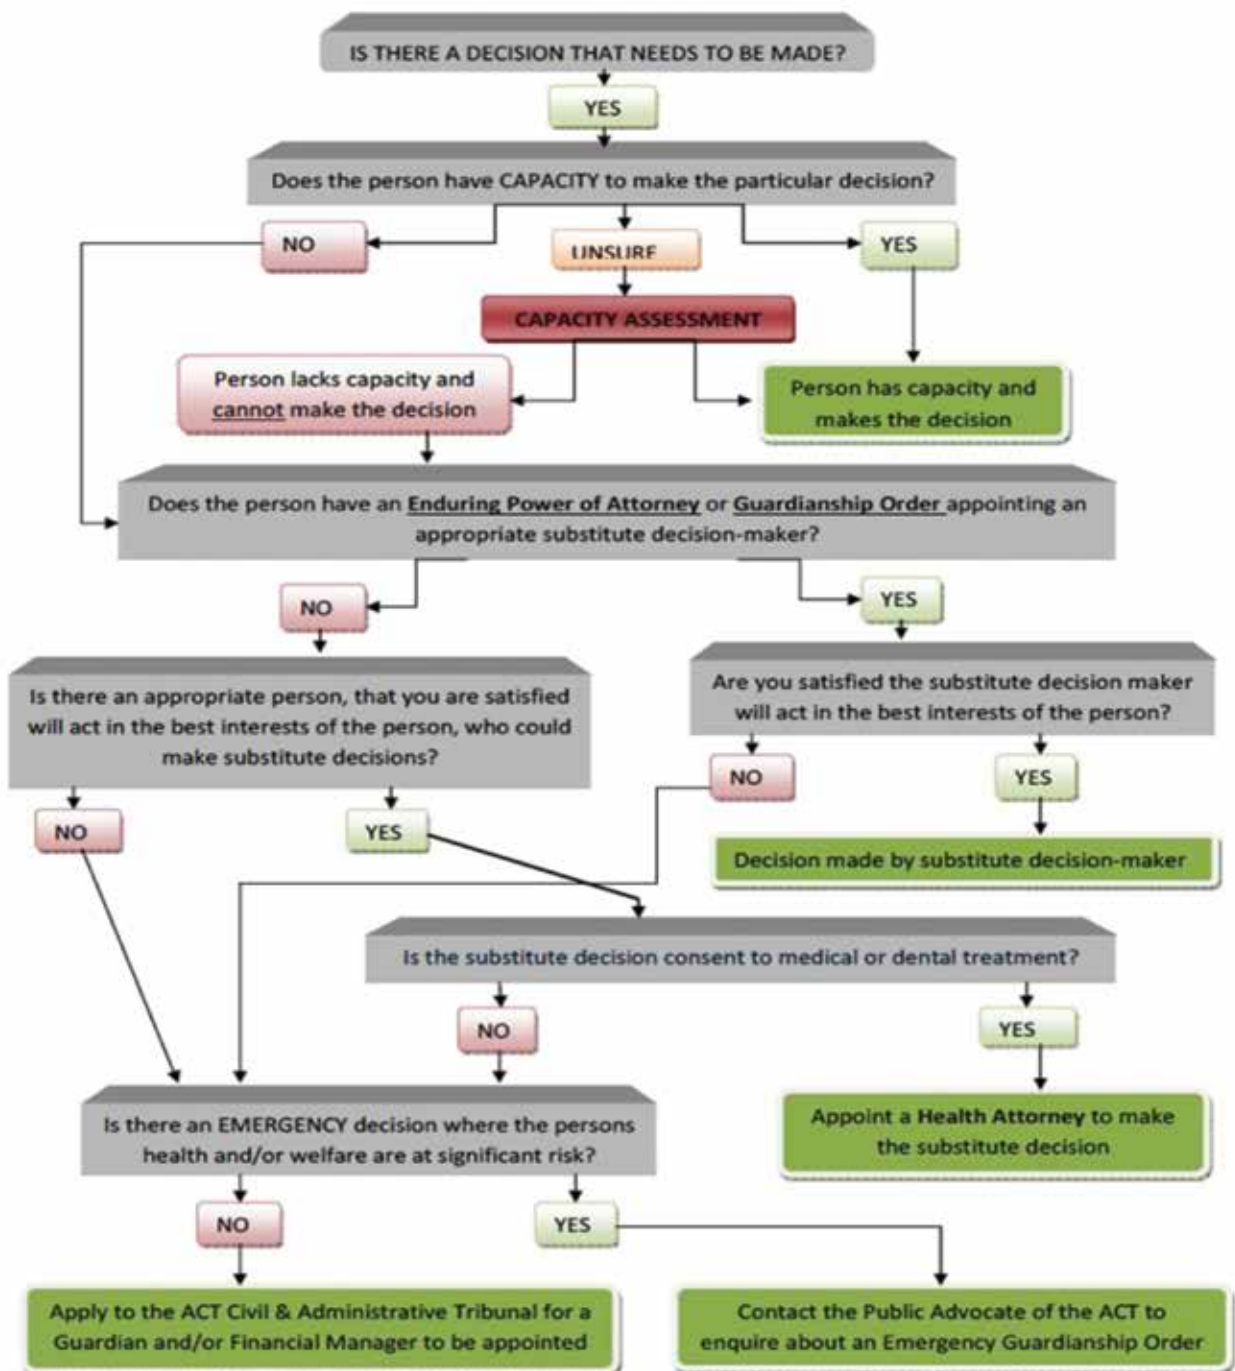 IS THERE A DECISION THAT NEEDS TO BE MADE?
YES
Does the person have CAPACITY to make the particular decision?
NO
UNSURE
YES
CAPACITY ASSESSMENT
Person lacks capacity and
cannot make the decision
Person has capacity and
makes the decision
Does the person have an Enduring Power of Attorney or Guardianship Order appointing an
appropriate substitute decision-maker?
NO
YES
Is there an appropriate person, that you are satisfied
will act in the best interests of the person, who could
make substitute decisions?
Are you satisfied the substitute decision maker
will act in the best interests of the person?
NO
YES
NO
YES
Decision made by substitute decision-maker
Is the substitute decision consent to medical or dental treatment?
NO
YES
Is there an EMERGENCY decision where the persons
health and/or welfare are at significant risk?
Appoint a Health Attorney to make
the substitute decision
NO
YES
Apply to the ACT Civil & Administrative Tribunal for a
Guardian and/or Financial Manager to be appointed
Contact the Public Advocate of the ACT to
enquire about an Emergency Guardianship Order